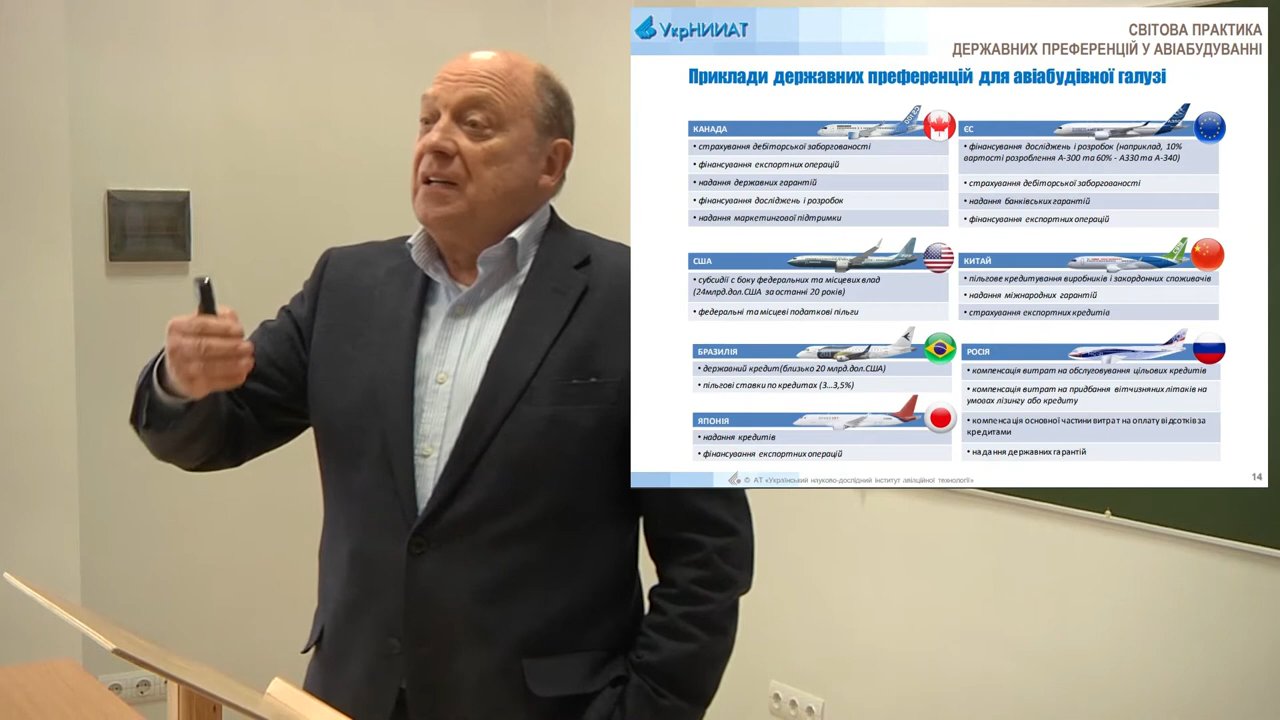 УкрНИИАТ
СВІТОВА ПРАКТИКА
ДЕРЖАВНИХ ПРЕФЕРЕНЦІЙ У АВІАБУДУВАННІ
Приклади державних преференцій для авіабудівної галузі
КАНАДА
• страхування дебіторської заборгованості
• фінансування експортних операцій
• надання державних гарантій
• фінансування досліджень і розробок
• надання маркетингової підтримки
ЄС
• фінансування досліджень і розробок (наприклад, 10%
вартості розроблення А-300 та 60% - А330 та А-340)
• страхування дебіторської заборгованості
• надання банківських гарантій
• фінансування експортних операцій
США
• субсидії с боку федеральних та місцевих влад
(24млрд.дол.США за останні 20 років)
• федеральні та місцеві податкові пільги
КИТАЙ
• пільгове кредитування виробників і закордонних споживачів
• надання міжнародних гарантій
• страхування експортних кредитів
БРАЗИЛІЯ
• державний кредит(близько 20 млрд.дол.США)
• пільгові ставки по кредитах (3...3,5%)
РОСІЯ
• компенсація витрат на обслуговування цільових кредитів
• компенсація витрат на придбання вітчизняних літаків на
умовах лізингу або кредиту
• компенсація основної частини витрат на оплату відсотків за
кредитами
• надання державних гарантій
ЯПОНІЯ
• надання кредитів
• фінансування експортних операцій
© АТ «Український науково-дослідний інститут авіаційної технології»
14